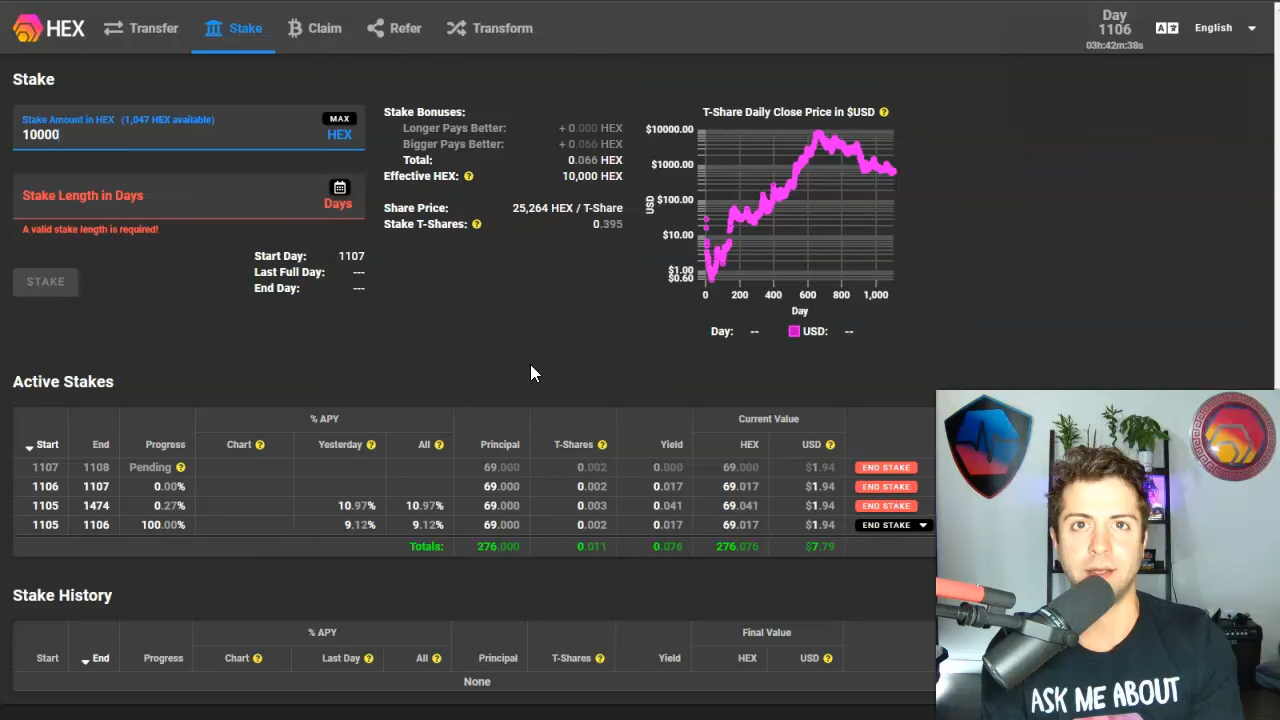 HEX
Transfer
Stake
Claim
Refer
Transform
Day
1106
03h:42m:38s
English
Stake
Stake Amount in HEX (1,047 HEX available)
MAX
10000
HEX
Stake Length in Days
Days
A valid stake length is required!
Start Day: 1107
Last Full Day: ---
End Day: ---
STAKE
Stake Bonuses:
Longer Pays Better: + 0.000 HEX
Bigger Pays Better: + 0.066 HEX
Total: 0.066 HEX
Effective HEX: ? 10,000 HEX
Share Price: 25,264 HEX / T-Share
Stake T-Shares: ? 0.395
T-Share Daily Close Price in $USD ?
$10000.00
$1000.00
$100.00
$10.00
$1.00
$0.60
USD
0 200 400 600 800 1,000
Day
Day: -- USD: --
Active Stakes
% APY Current Value
Start End Progress Chart ? Yesterday ? All ? Principal T-Shares ? Yield HEX USD ?
1107 1108 Pending ? 69.000 0.002 0.000 69.000 $1.94 END STAKE
1106 1107 0.00% 69.000 0.002 0.017 69.017 $1.94 END STAKE
1105 1474 0.27% 10.97% 10.97% 69.000 0.003 0.041 69.041 $1.94 END STAKE
1105 1106 100.00% 9.12% 9.12% 69.000 0.002 0.017 69.017 $1.94 END STAKE
Totals: 276.000 0.011 0.076 276.076 $7.79
Stake History
% APY Final Value
Start End Progress Chart ? Last Day ? All ? Principal T-Shares ? Yield HEX USD ?
None
ASK ME ABOUT